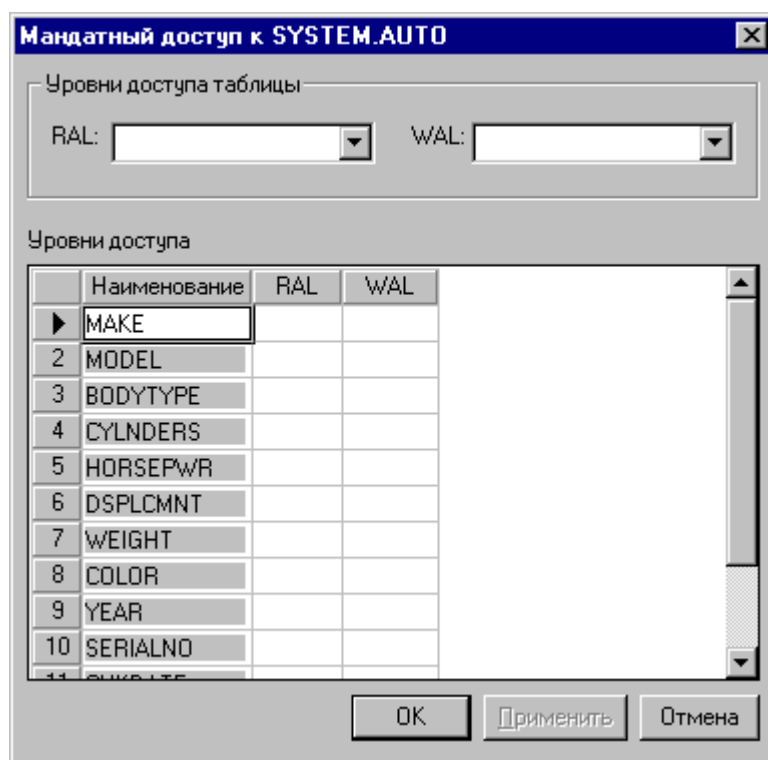 Мандатный доступ к SYSTEM.AUTO
Уровни доступа таблицы
RAL: WAL:
Уровни доступа
Наименование RAL WAL
MAKE
2 MODEL
3 BODYTYPE
4 CYLNDERS
5 HORSEPWR
6 DSPLCMNT
7 WEIGHT
8 COLOR
9 YEAR
10 SERIALNO
11
OK Применить Отмена